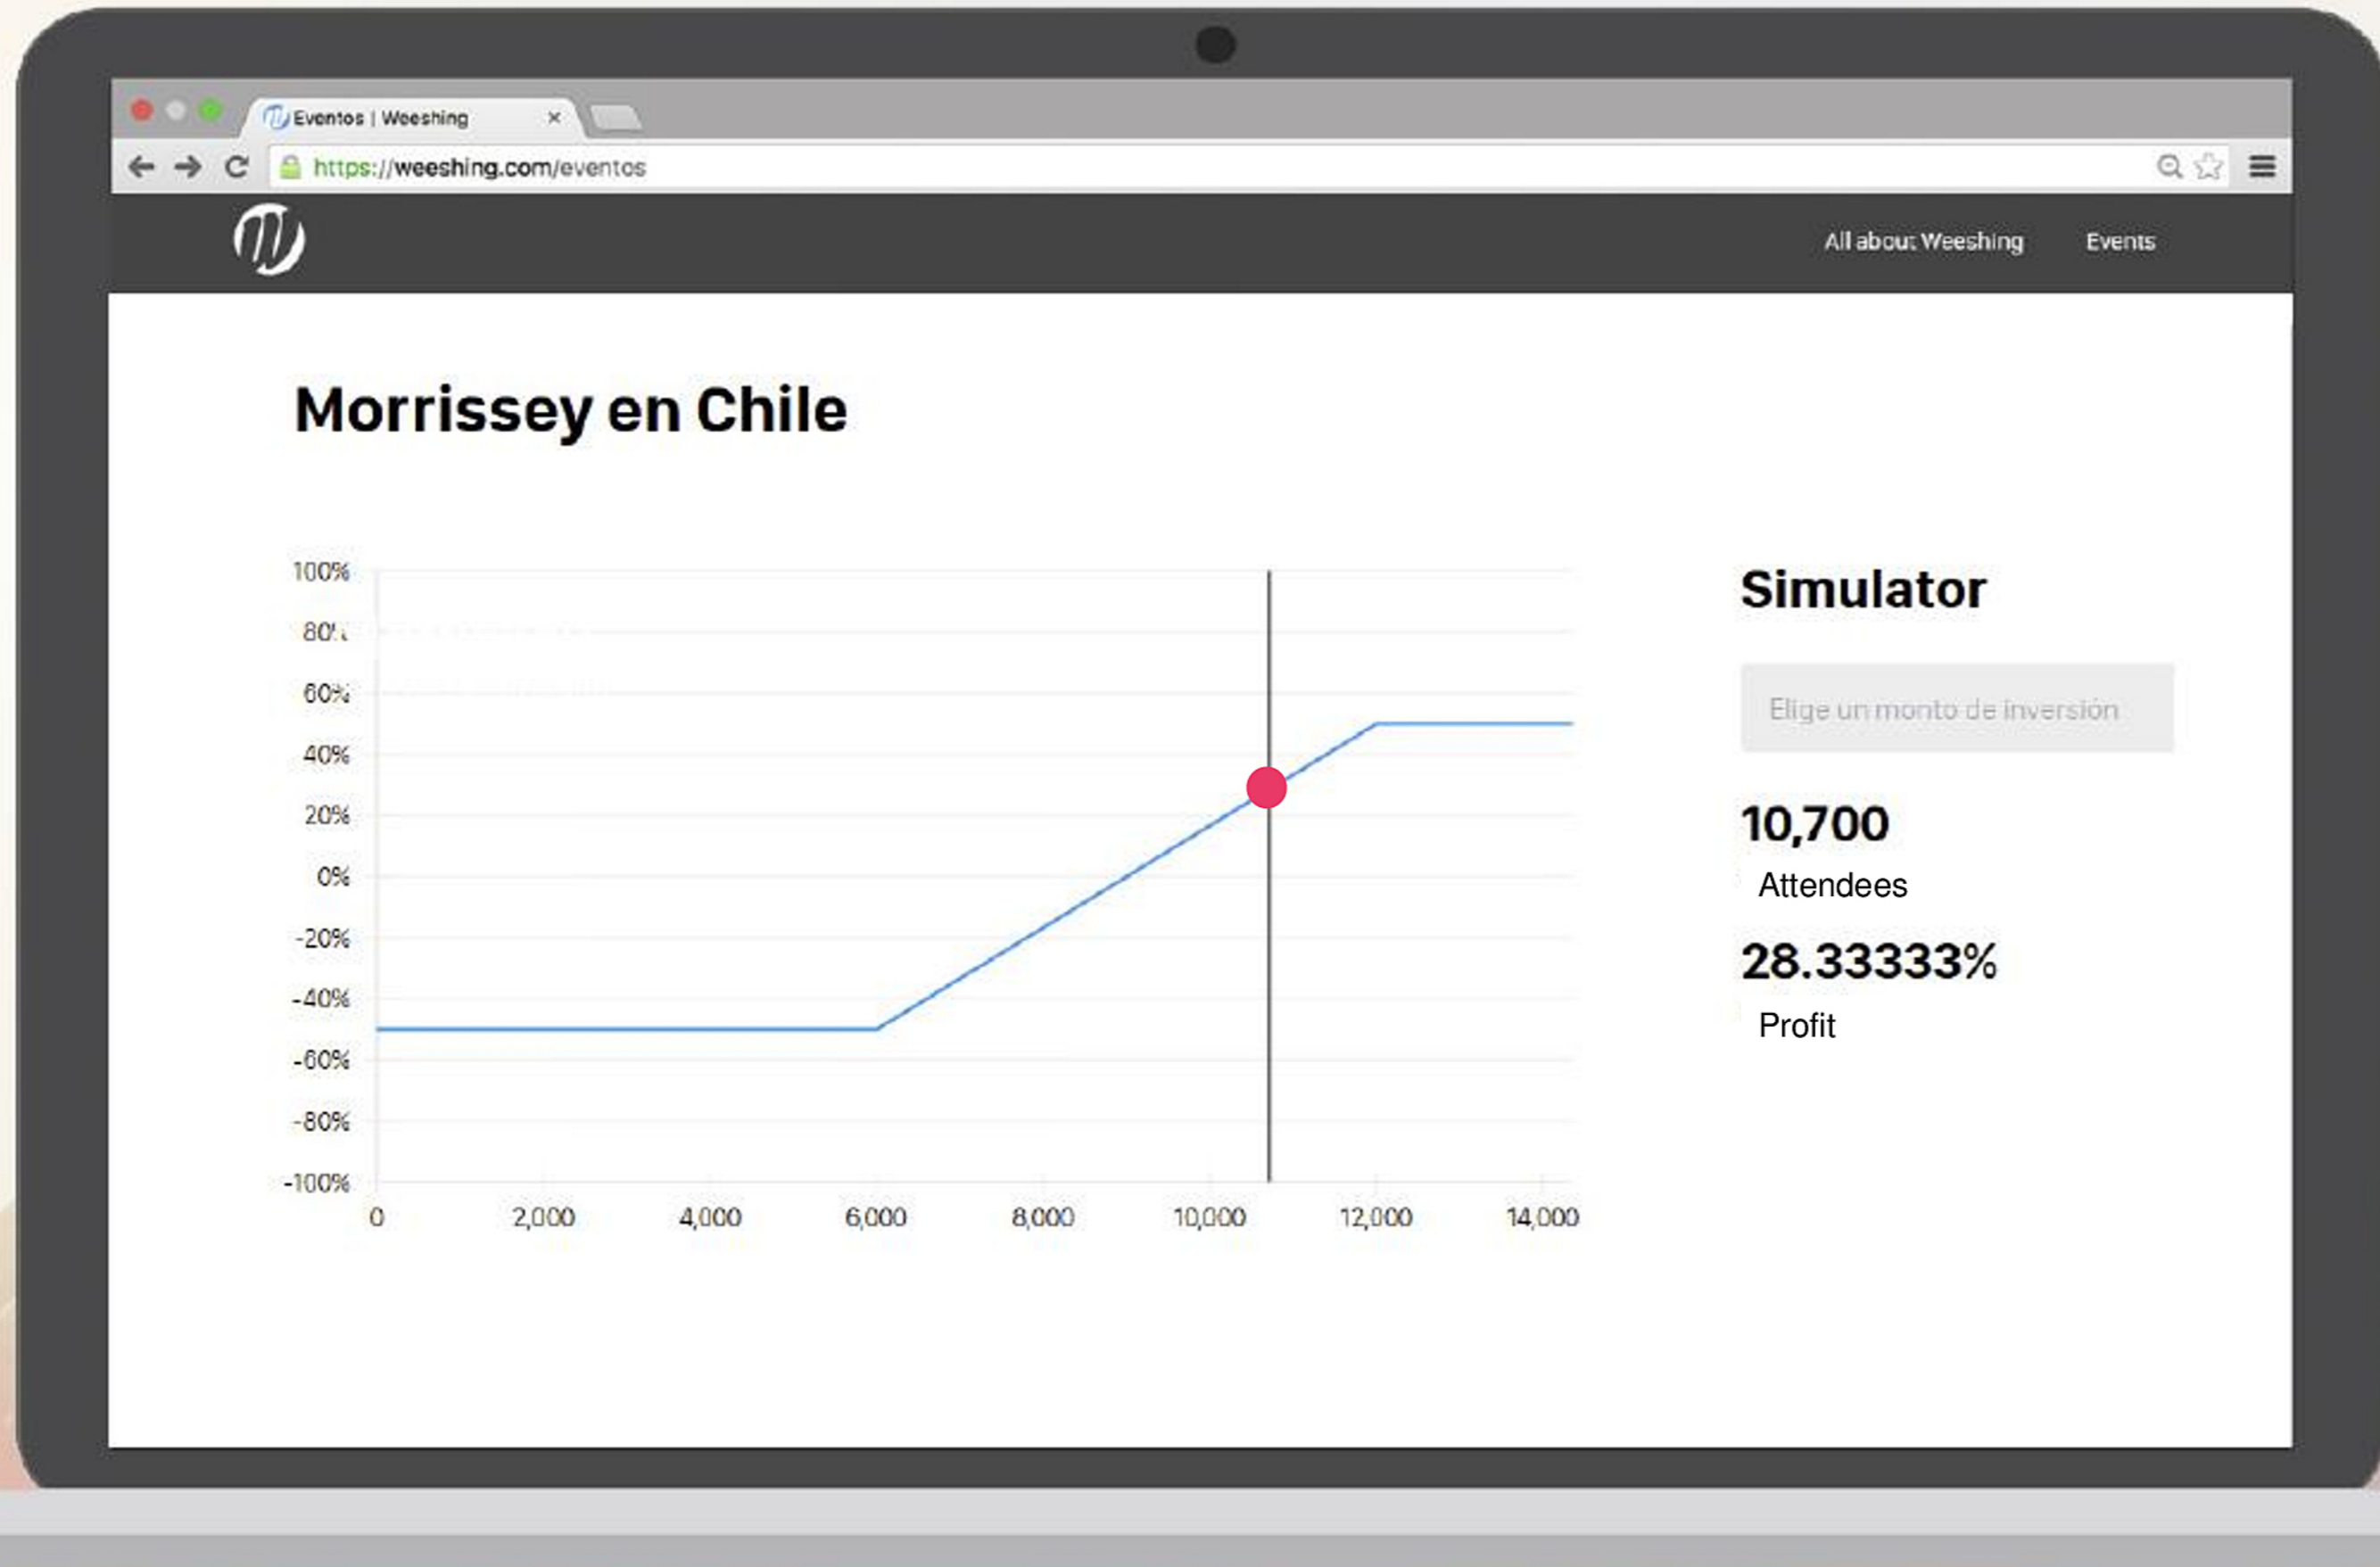 Eventos | Weeshing
https://weeshing.com/eventos
All about Weeshing
Events
Morrissey en Chile
100%
80%
60%
40%
20%
0%
-20%
-40%
-60%
-80%
-100%
0
2,000
4,000
6,000
8,000
10,000
12,000
14,000
Simulator
Elige un monto de inversión
10,700
Attendees
28.33333%
Profit